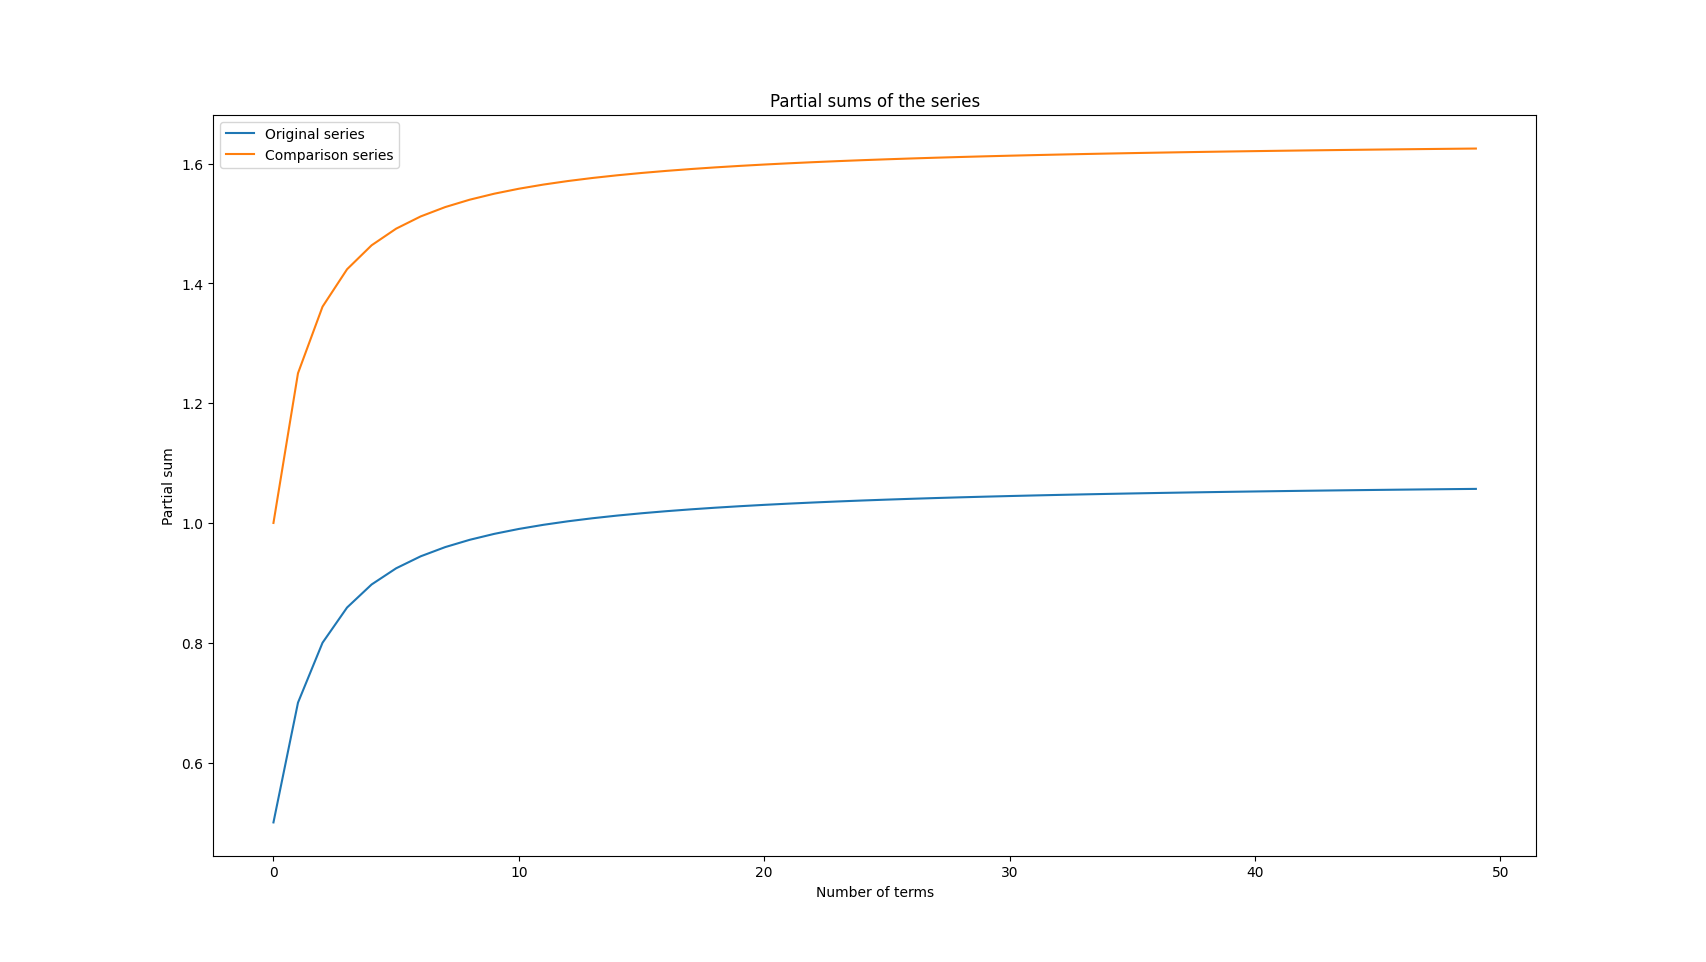 Partial sums of the series
Original series
Comparison series
1.6
1.4
1.2
1.0
0.8
0.6
Partial sum
0 10 20 30 40 50
Number of terms